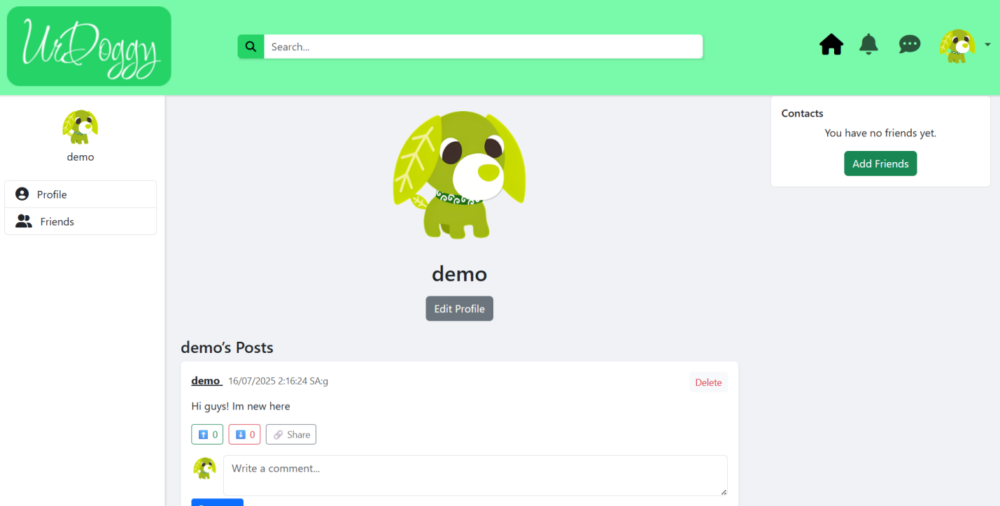 UrDoggy
Search...
demo
Profile
Friends
demo
Edit Profile
demo's Posts
demo 16/07/2025 2:16:24 SA:g
Delete
Hi guys! Im new here
0 0 Share
Write a comment...
Contacts
You have no friends yet.
Add Friends